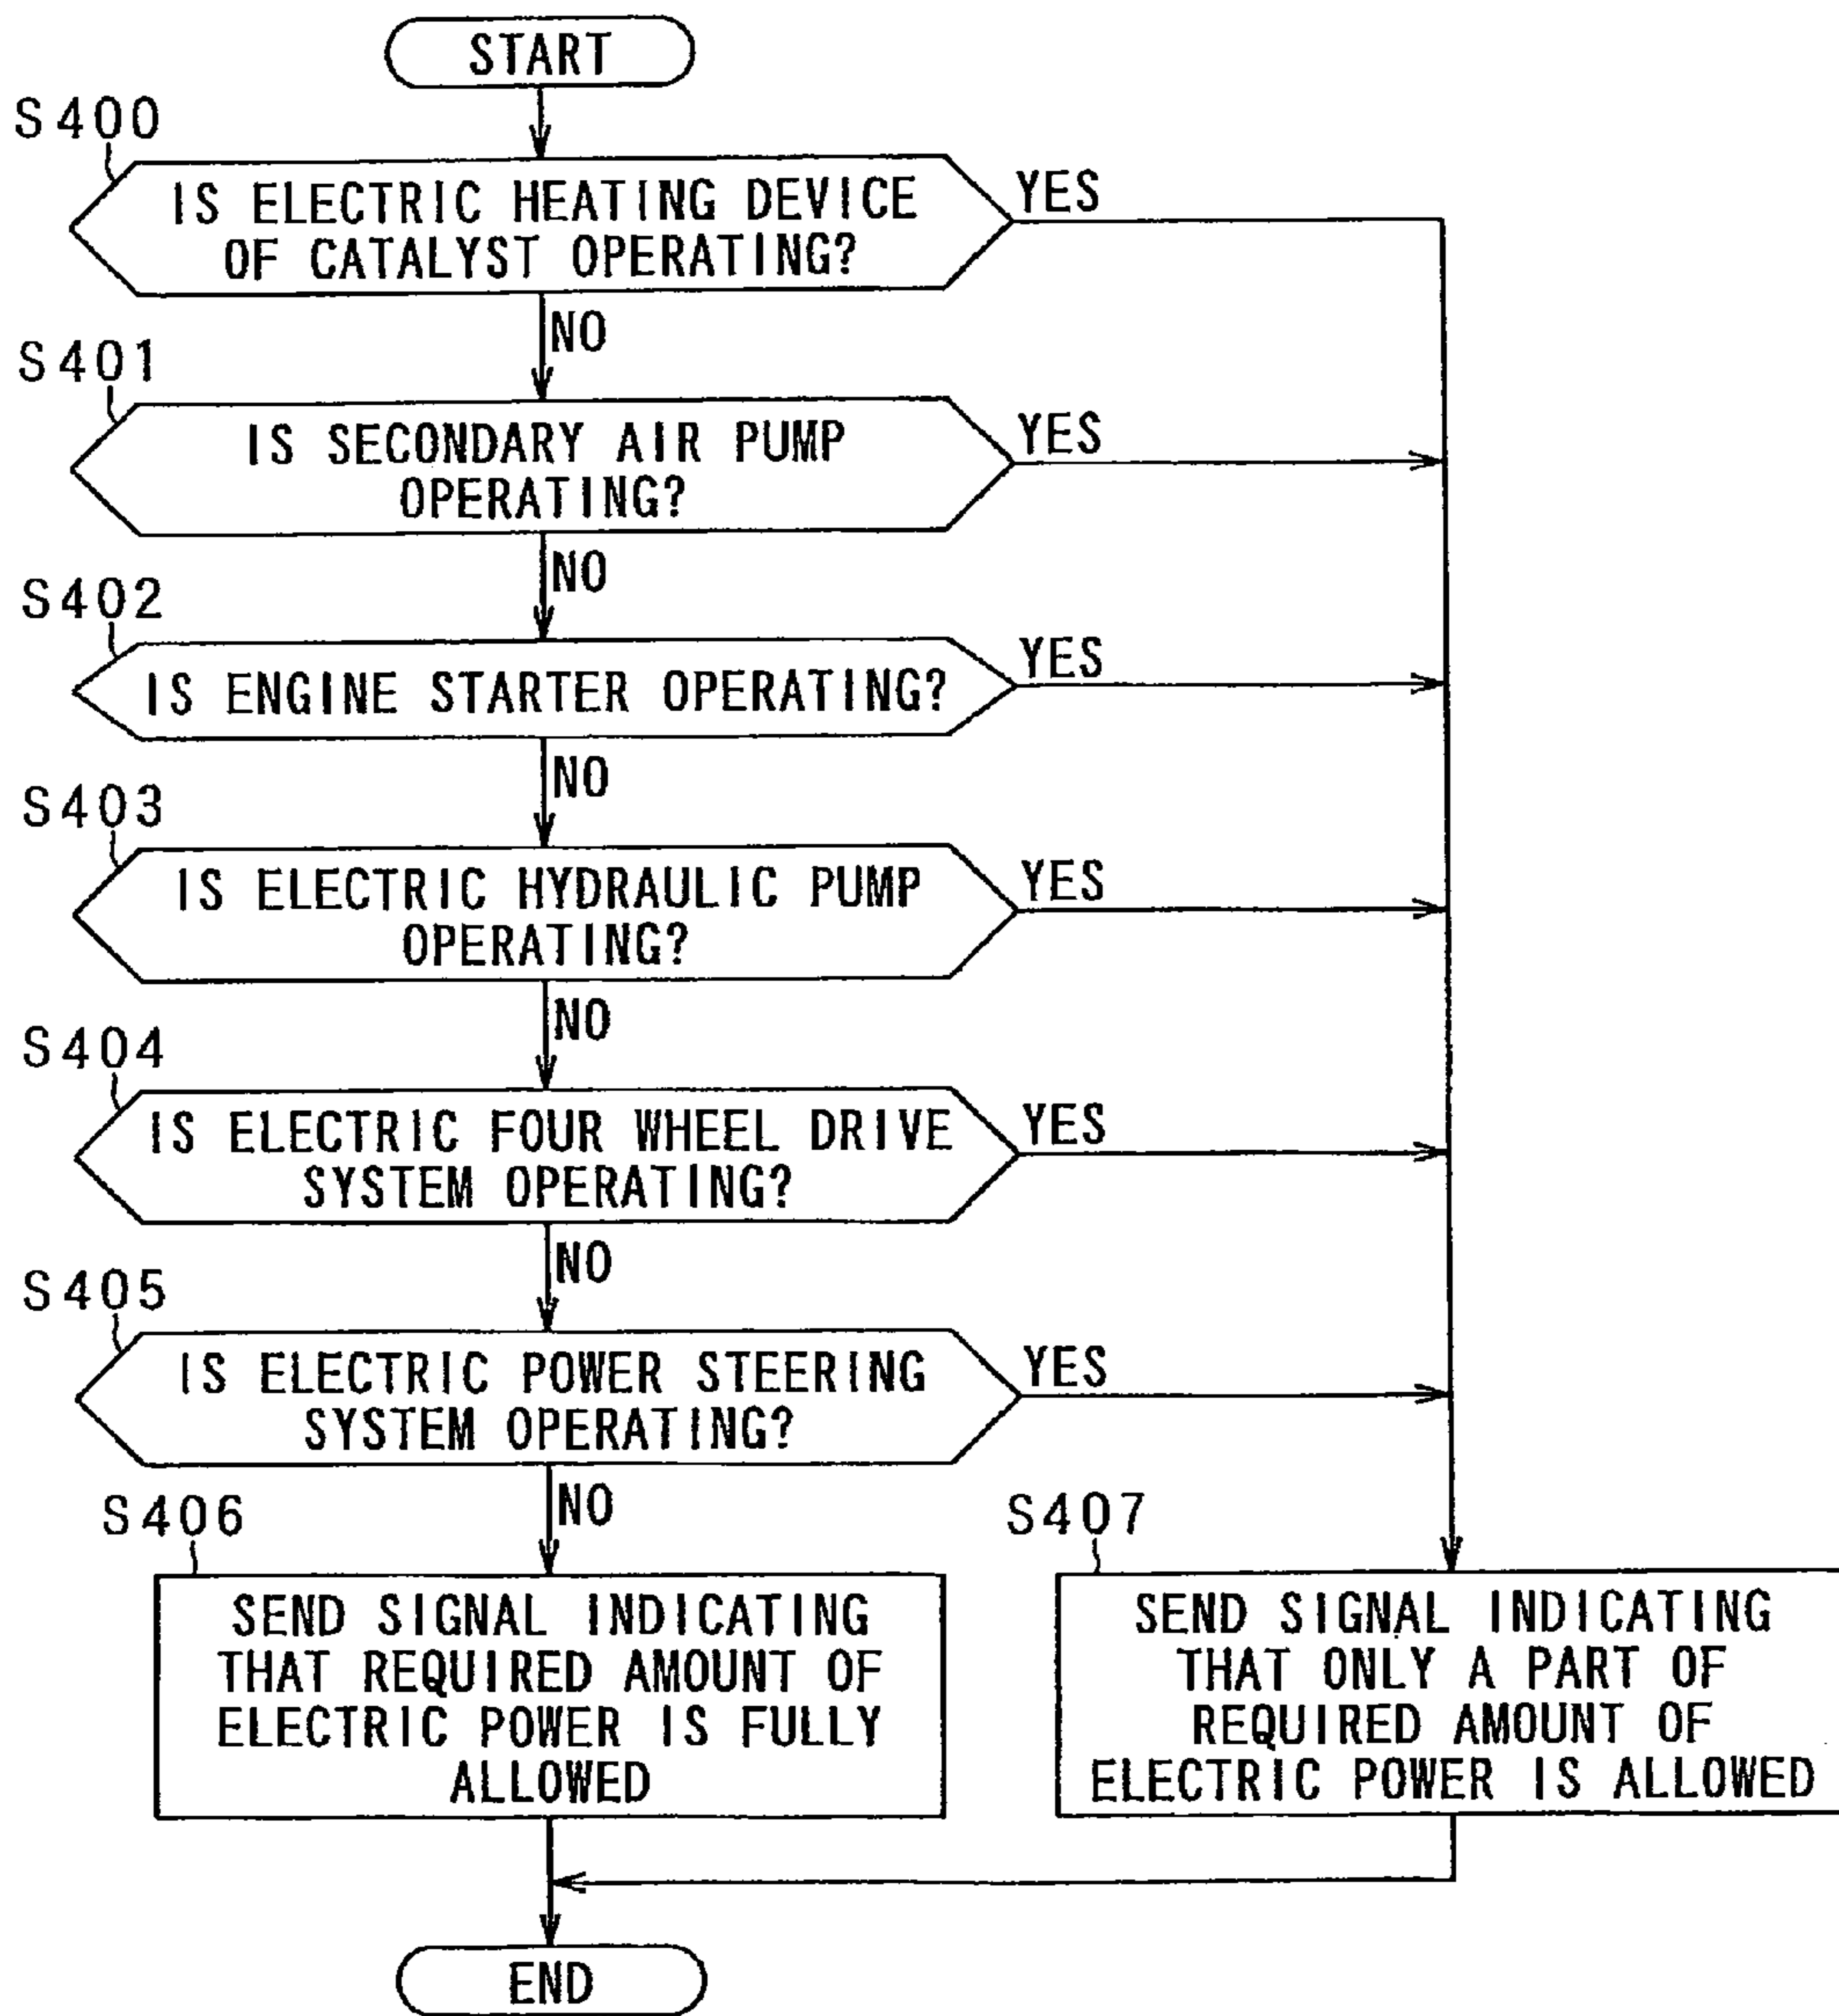 START
S400
IS ELECTRIC HEATING DEVICE
OF CATALYST OPERATING?
YES
NO
S401
IS SECONDARY AIR PUMP
OPERATING?
YES
NO
S402
IS ENGINE STARTER OPERATING?
YES
NO
S403
IS ELECTRIC HYDRAULIC PUMP
OPERATING?
YES
NO
S404
IS ELECTRIC FOUR WHEEL DRIVE
SYSTEM OPERATING?
YES
NO
S405
IS ELECTRIC POWER STEERING
SYSTEM OPERATING?
YES
NO
S406
SEND SIGNAL INDICATING
THAT REQUIRED AMOUNT OF
ELECTRIC POWER IS FULLY
ALLOWED
S407
SEND SIGNAL INDICATING
THAT ONLY A PART OF
REQUIRED AMOUNT OF
ELECTRIC POWER IS ALLOWED
END